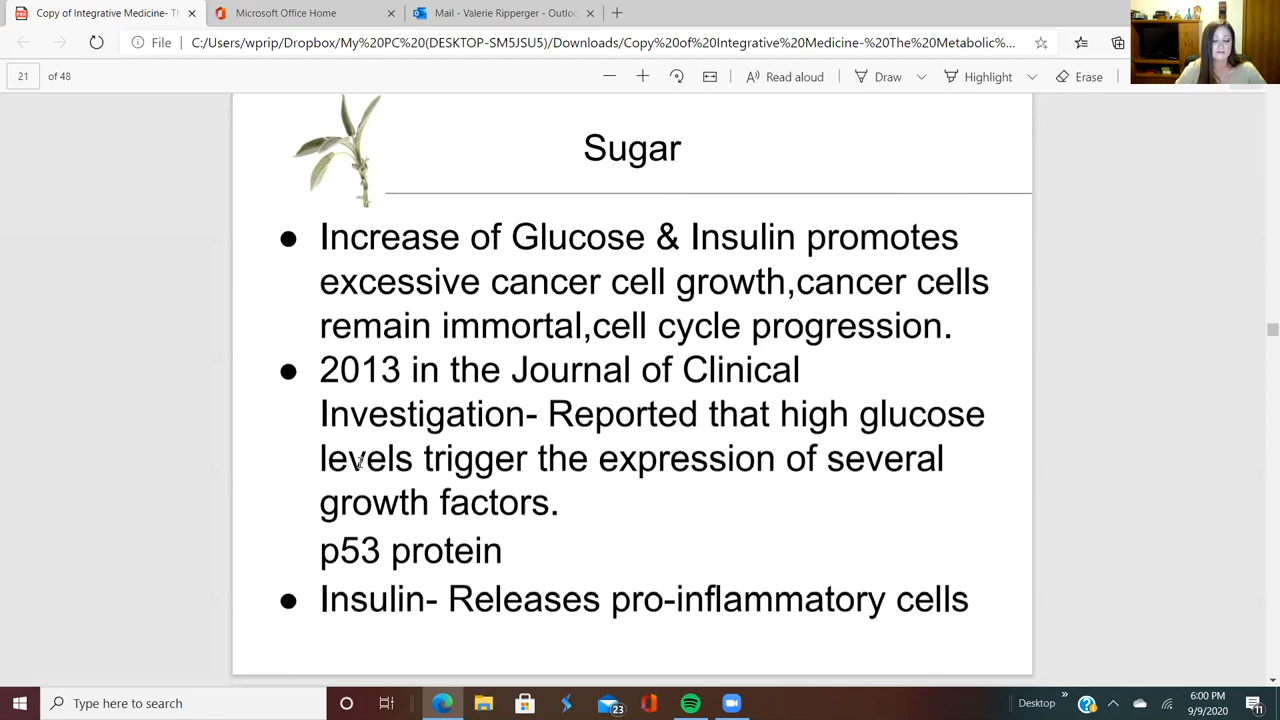 Copy of Integrative Medicine- Th
Microsoft Office Home
Mail - Valerie Ripperger - Outloo
File
C:/Users/wprip/Dropbox/My%20PC%20(DESKTOP-SM5JSU5)/Downloads/Copy%20of%20Integrative%20Medicine-%20The%20Metabolic%...
21 of 48
Read aloud
Draw
Highlight
Erase
Sugar
● Increase of Glucose & Insulin promotes
excessive cancer cell growth,cancer cells
remain immortal,cell cycle progression.
● 2013 in the Journal of Clinical
Investigation- Reported that high glucose
levels trigger the expression of several
growth factors.
p53 protein
● Insulin- Releases pro-inflammatory cells
Type here to search
23
Desktop
6:00 PM
9/9/2020
11